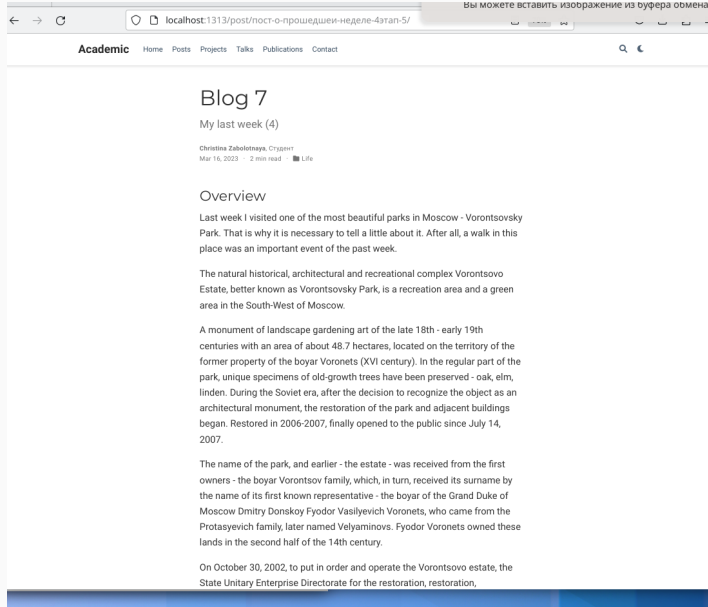 Вы можете вставить изображение из буфера обмена
localhost:1313/post/пост-о-прошедшеи-неделе-4этап-5/
Academic Home Posts Projects Talks Publications Contact
Blog 7
My last week (4)
Christina Zabolotnaya, Студент
Mar 16, 2023 · 2 min read · Life
Overview
Last week I visited one of the most beautiful parks in Moscow - Vorontsovsky
Park. That is why it is necessary to tell a little about it. After all, a walk in this
place was an important event of the past week.
The natural historical, architectural and recreational complex Vorontsovo
Estate, better known as Vorontsovsky Park, is a recreation area and a green
area in the South-West of Moscow.
A monument of landscape gardening art of the late 18th - early 19th
centuries with an area of about 48.7 hectares, located on the territory of the
former property of the boyar Voronets (XVI century). In the regular part of the
park, unique specimens of old-growth trees have been preserved - oak, elm,
linden. During the Soviet era, after the decision to recognize the object as an
architectural monument, the restoration of the park and adjacent buildings
began. Restored in 2006-2007, finally opened to the public since July 14,
2007.
The name of the park, and earlier - the estate - was received from the first
owners - the boyar Vorontsov family, which, in turn, received its surname by
the name of its first known representative - the boyar of the Grand Duke of
Moscow Dmitry Donskoy Fyodor Vasilyevich Voronets, who came from the
Protasyevich family, later named Velyaminovs. Fyodor Voronets owned these
lands in the second half of the 14th century.
On October 30, 2002, to put in order and operate the Vorontsovo estate, the
State Unitary Enterprise Directorate for the restoration, restoration,